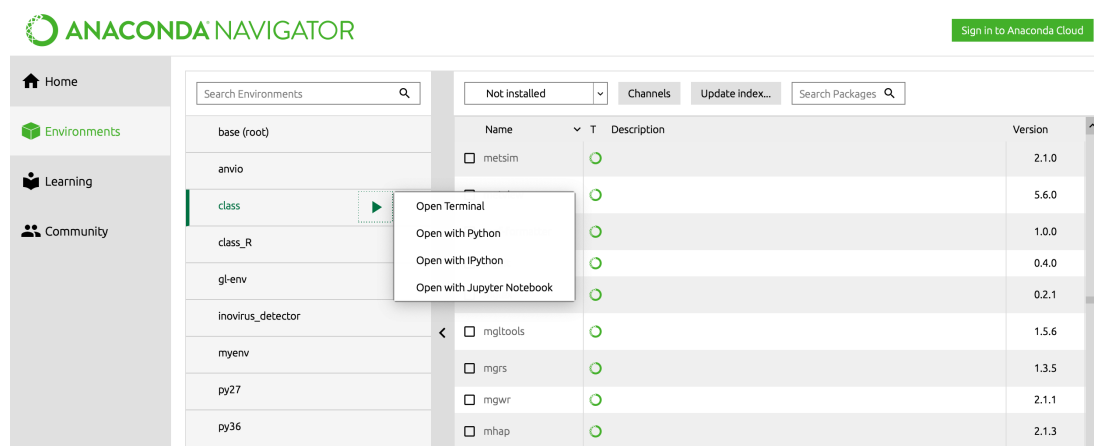 ANACONDA NAVIGATOR
Sign in to Anaconda Cloud
Home
Environments
Learning
Community
Search Environments
base (root)
anvio
class
class_R
gl-env
inovirus_detector
myenv
py27
py36
Open Terminal
Open with Python
Open with IPython
Open with Jupyter Notebook
Not installed
Channels
Update index...
Search Packages
Name T Description Version
metsim 2.1.0
5.6.0
1.0.0
0.4.0
0.2.1
mgltools 1.5.6
mgrs 1.3.5
mgwr 2.1.1
mhap 2.1.3